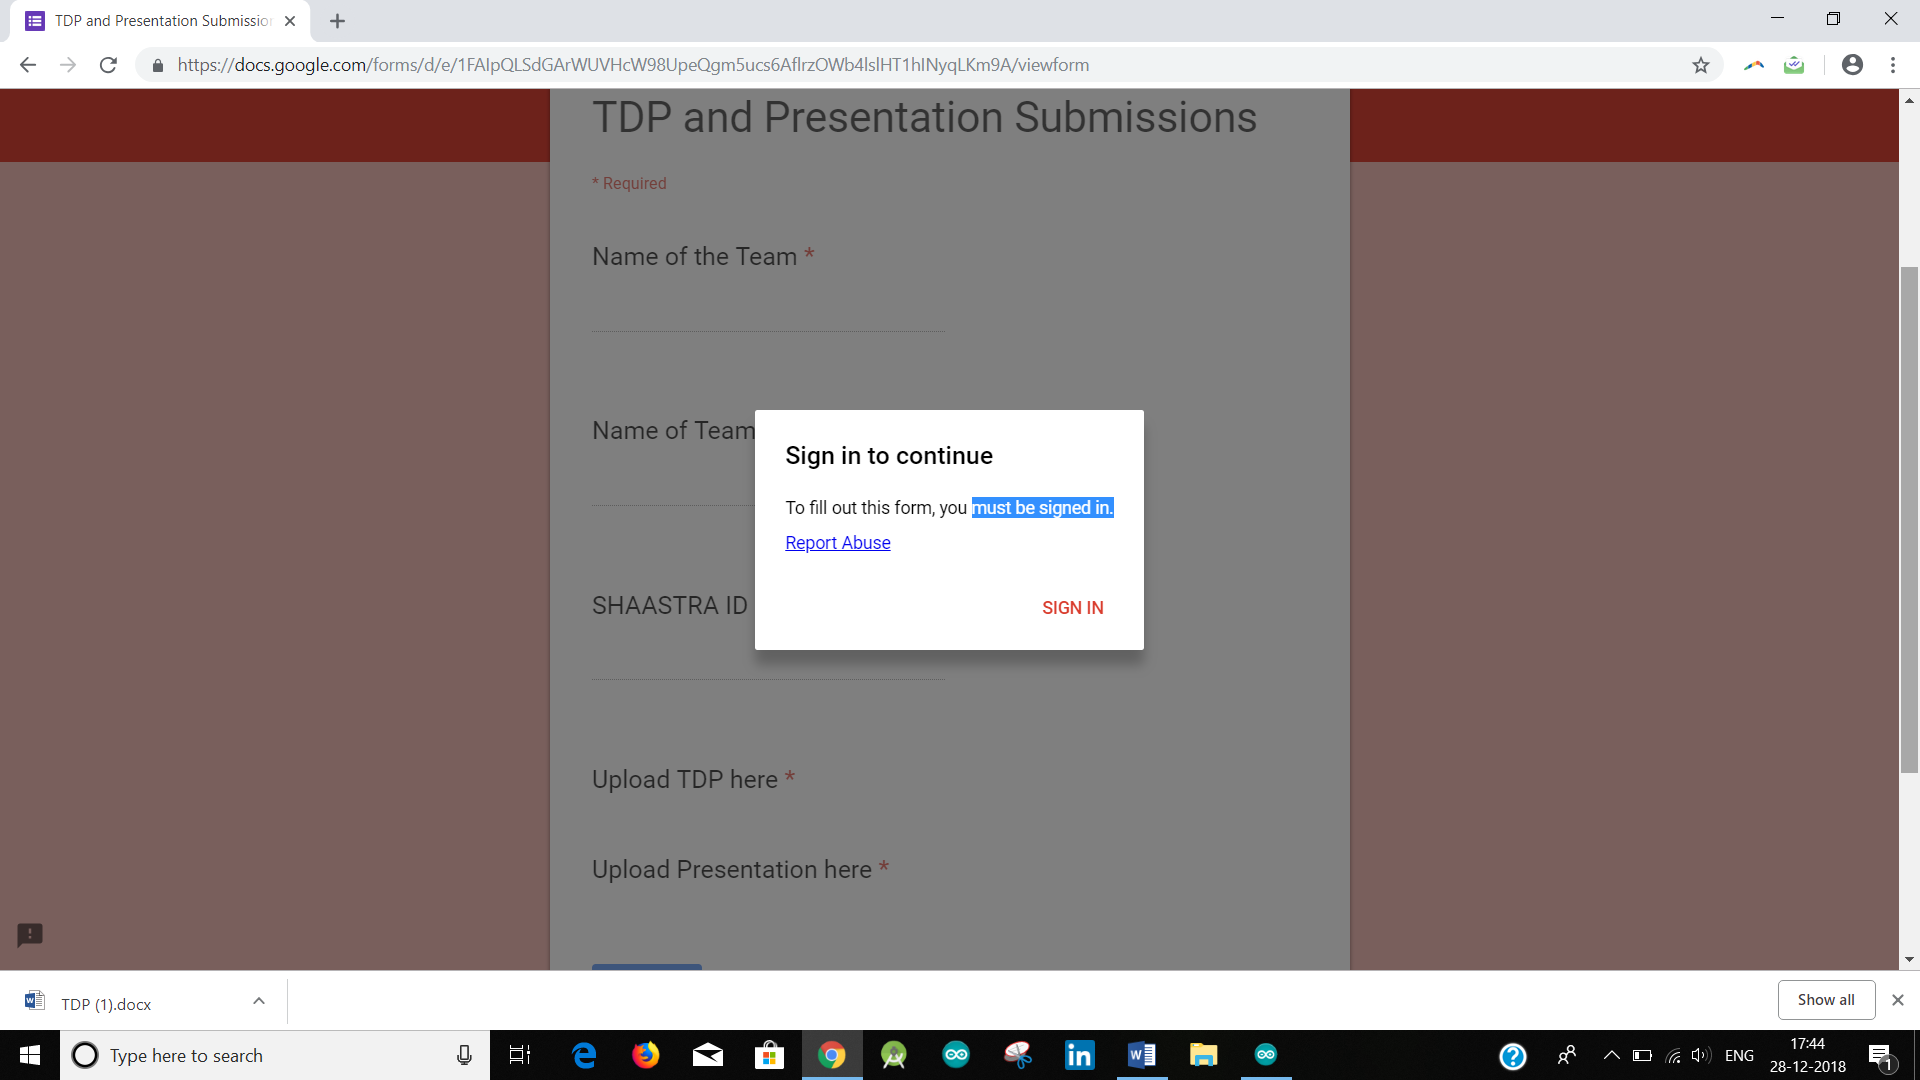 TDP and Presentation Submission
https://docs.google.com/forms/d/e/1FAIpQLSdGArWUVHcW98UpeQgm5ucs6AflrzOWb4lslHT1hINyqLKm9A/viewform
TDP and Presentation Submissions
* Required
Name of the Team *
Name of Team
Sign in to continue
To fill out this form, you must be signed in.
Report Abuse
SIGN IN
SHAASTRA ID
Upload TDP here *
Upload Presentation here *
TDP (1).docx
Show all
Type here to search
ENG
17:44
28-12-2018
1